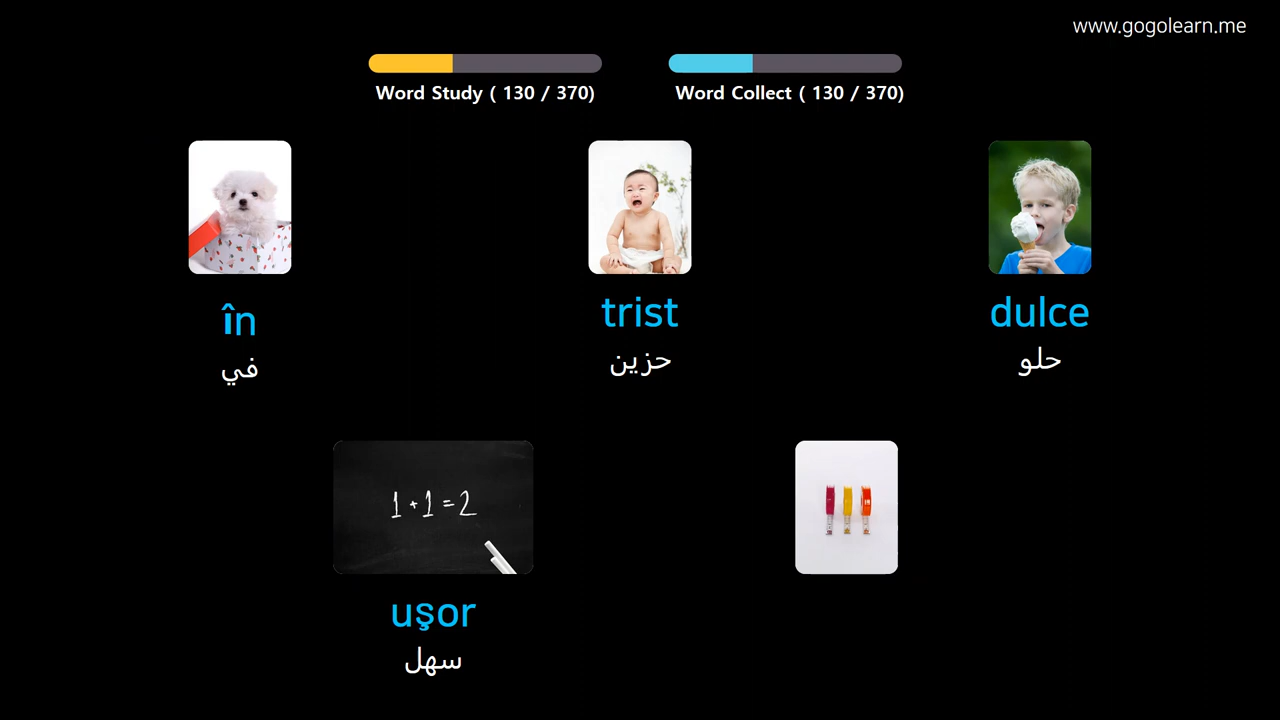 www.gogolearn.me
Word Study ( 130 / 370)
Word Collect ( 130 / 370)
în
في
trist
حزين
dulce
حلو
1 + 1 = 2
uşor
سهل